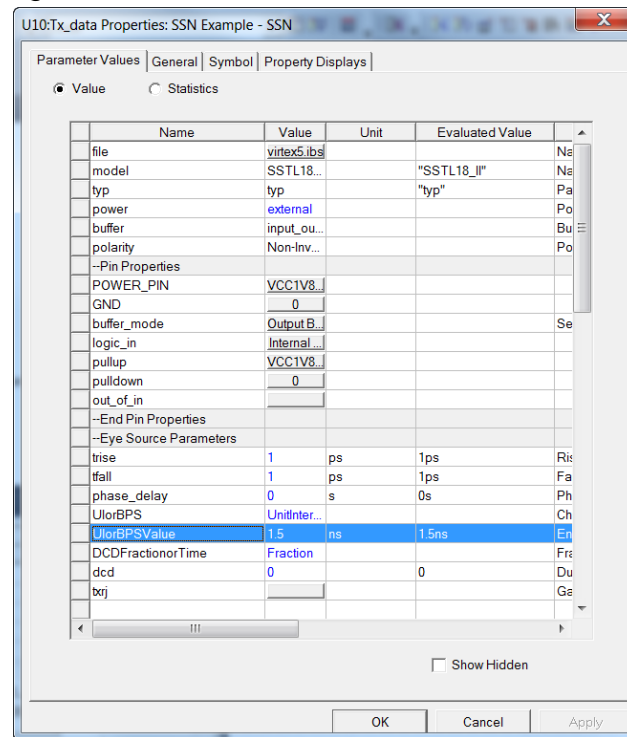 U10:Tx_data Properties: SSN Example - SSN
Parameter Values General Symbol Property Displays
Value Statistics
Name Value Unit Evaluated Value
file virtex5.ibs Na
model SSTL18... "SSTL18_II" Na
typ typ "typ" Pa
power external Po
buffer input_ou... Bu
polarity Non-Inv... Po
--Pin Properties
POWER_PIN VCC1V8...
GND 0
buffer_mode Output B... Se
logic_in Internal ...
pullup VCC1V8...
pulldown 0
out_of_in
--End Pin Properties
--Eye Source Parameters
trise 1 ps 1ps Ris
tfall 1 ps 1ps Fa
phase_delay 0 s 0s Ph
UIorBPS UnitInter... Ch
UIorBPSValue 1.5 ns 1.5ns En
DCDFractionorTime Fraction Fra
dcd 0 0 Du
txrj Ga
Show Hidden
OK Cancel Apply